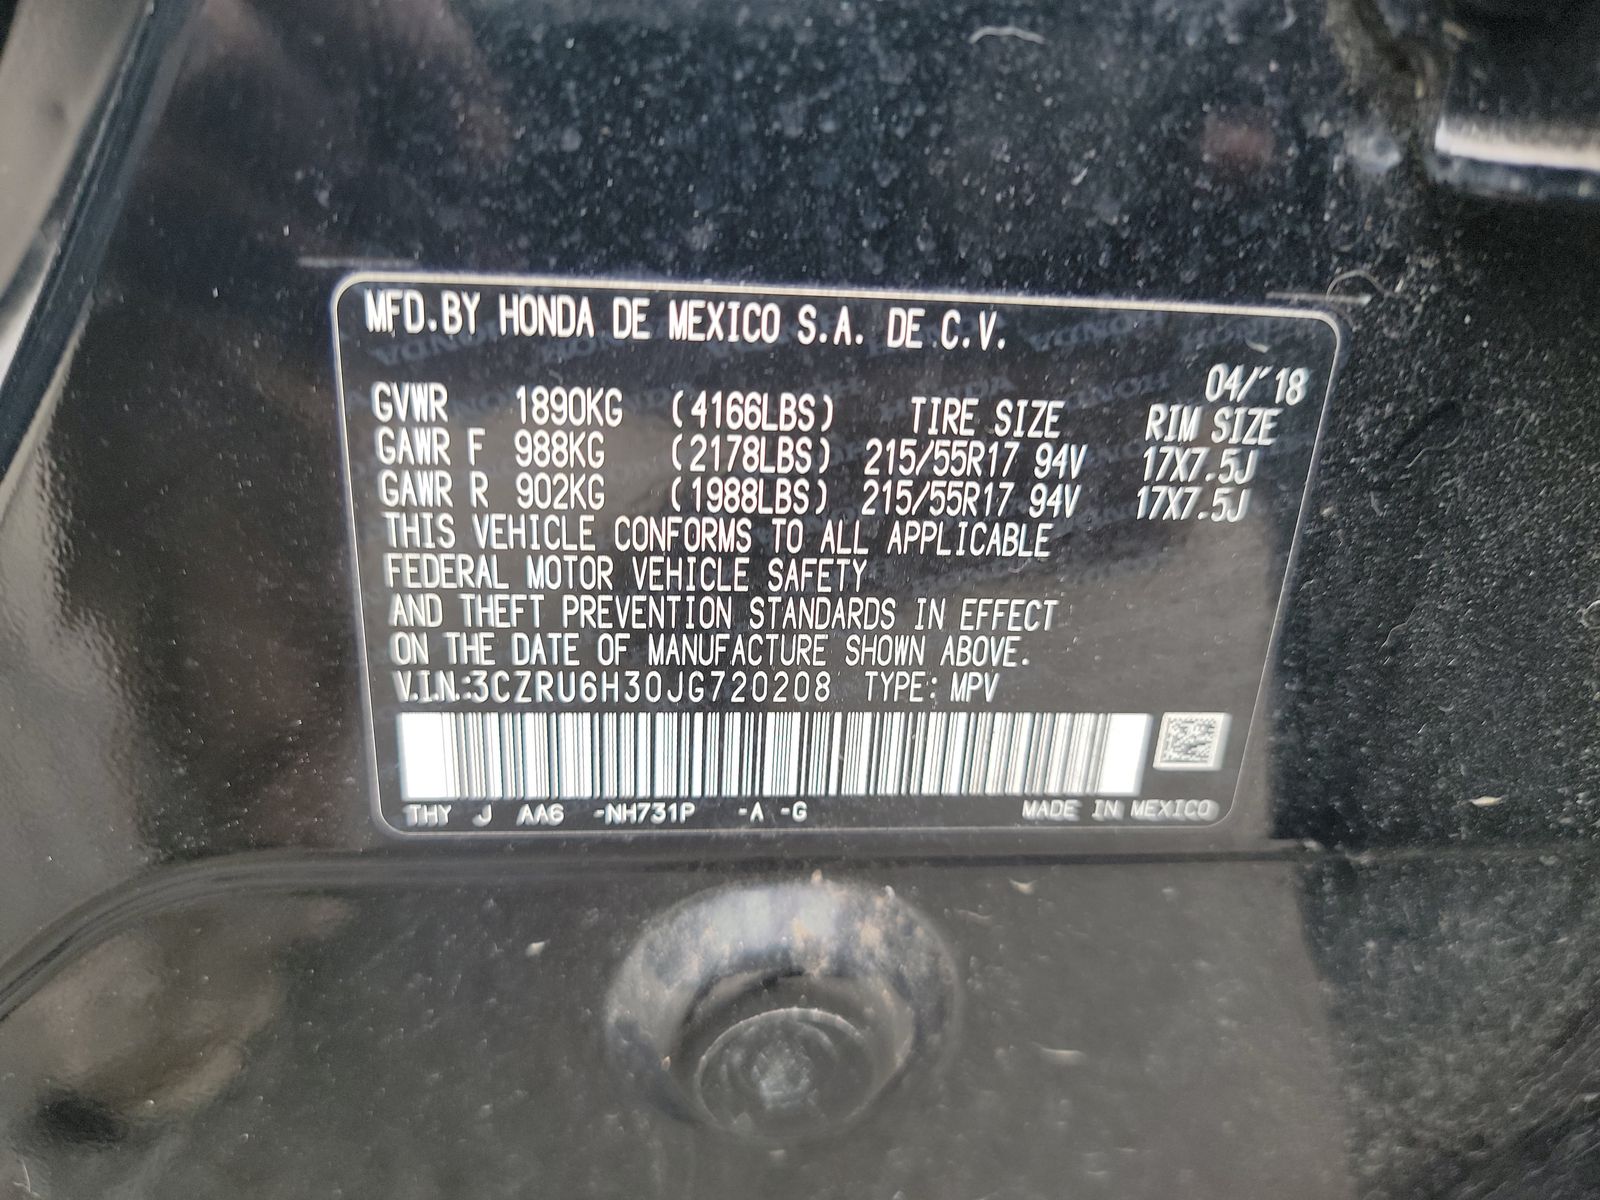 MFD.BY HONDA DE MEXICO S.A. DE C.V.
04/'18
GVWR 1890KG (4166LBS) TIRE SIZE RIM SIZE
GAWR F 988KG (2178LBS) 215/55R17 94V 17X7.5J
GAWR R 902KG (1988LBS) 215/55R17 94V 17X7.5J
THIS VEHICLE CONFORMS TO ALL APPLICABLE
FEDERAL MOTOR VEHICLE SAFETY
AND THEFT PREVENTION STANDARDS IN EFFECT
ON THE DATE OF MANUFACTURE SHOWN ABOVE.
V.I.N.:3CZRU6H30JG720208 TYPE: MPV
THY J AA6 -NH731P -A -G MADE IN MEXICO